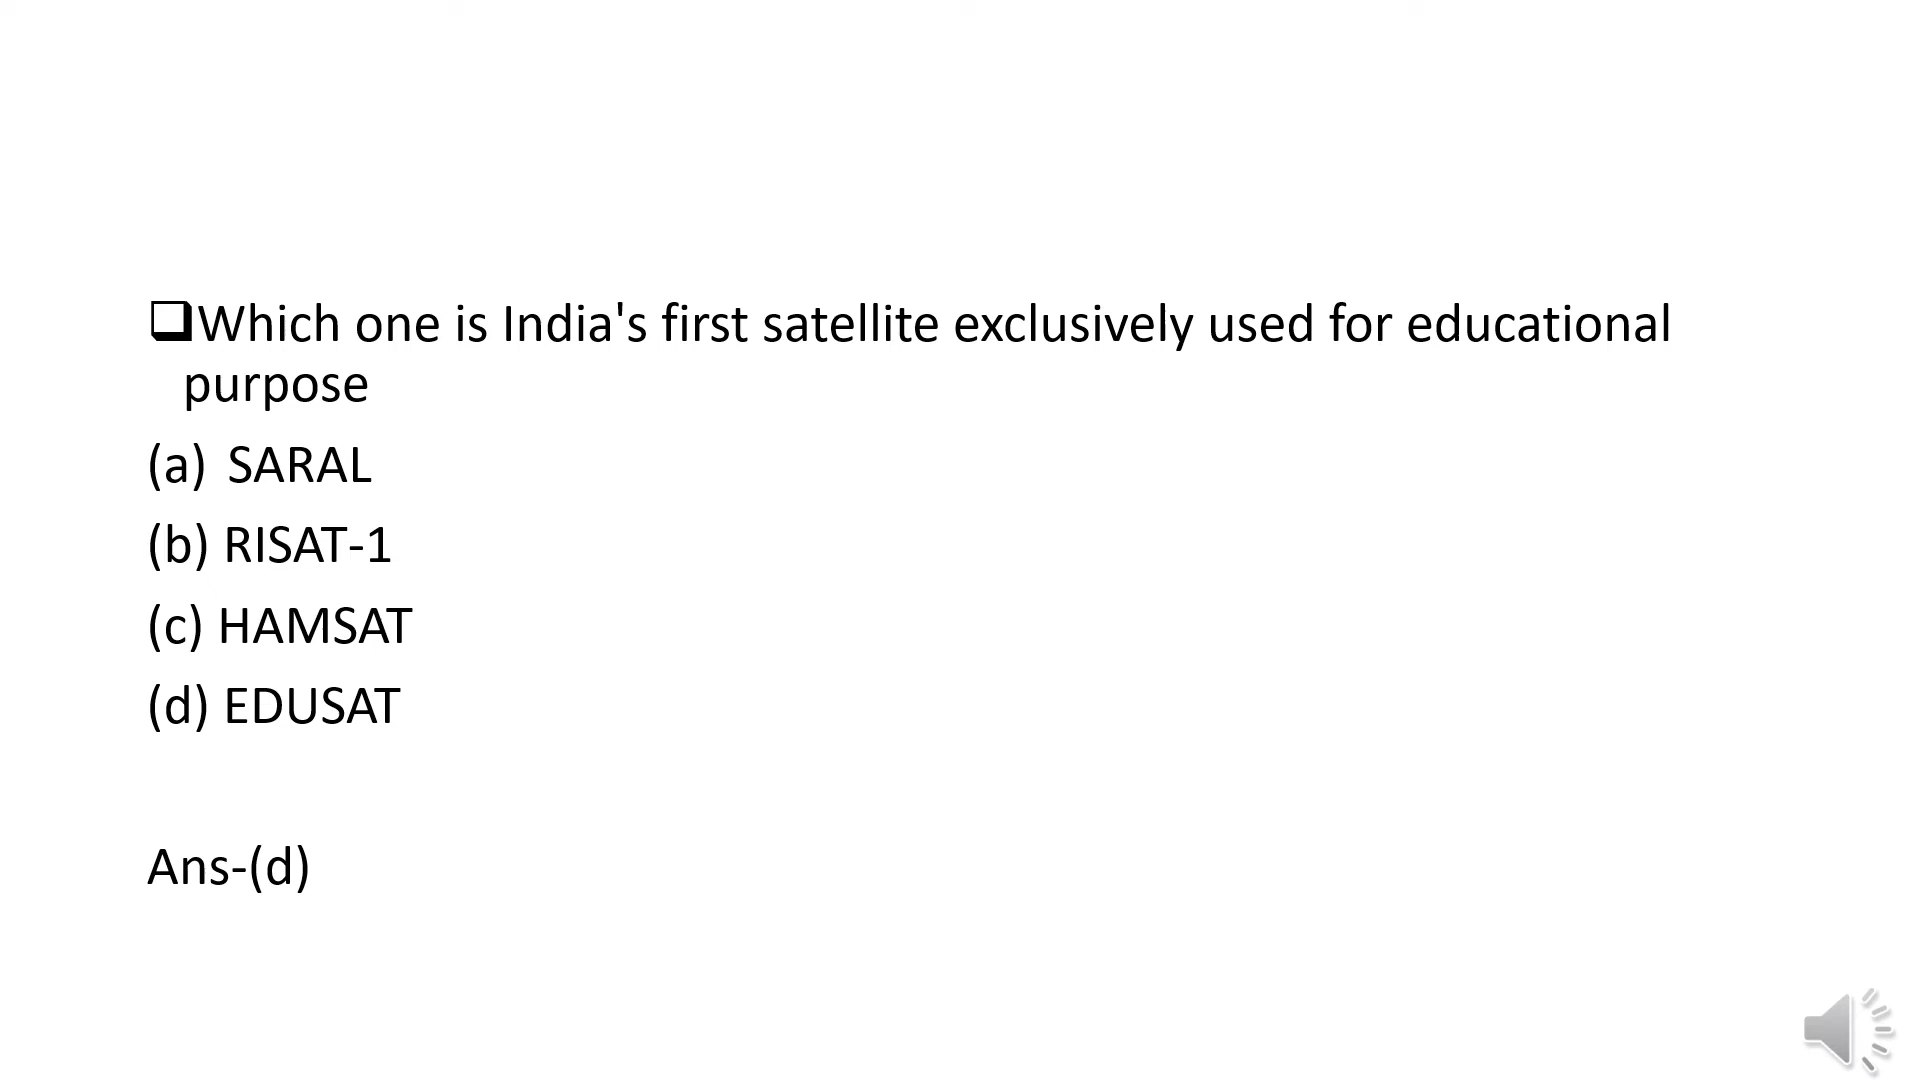 ❑Which one is India's first satellite exclusively used for educational
purpose
(a) SARAL
(b) RISAT-1
(c) HAMSAT
(d) EDUSAT
Ans-(d)